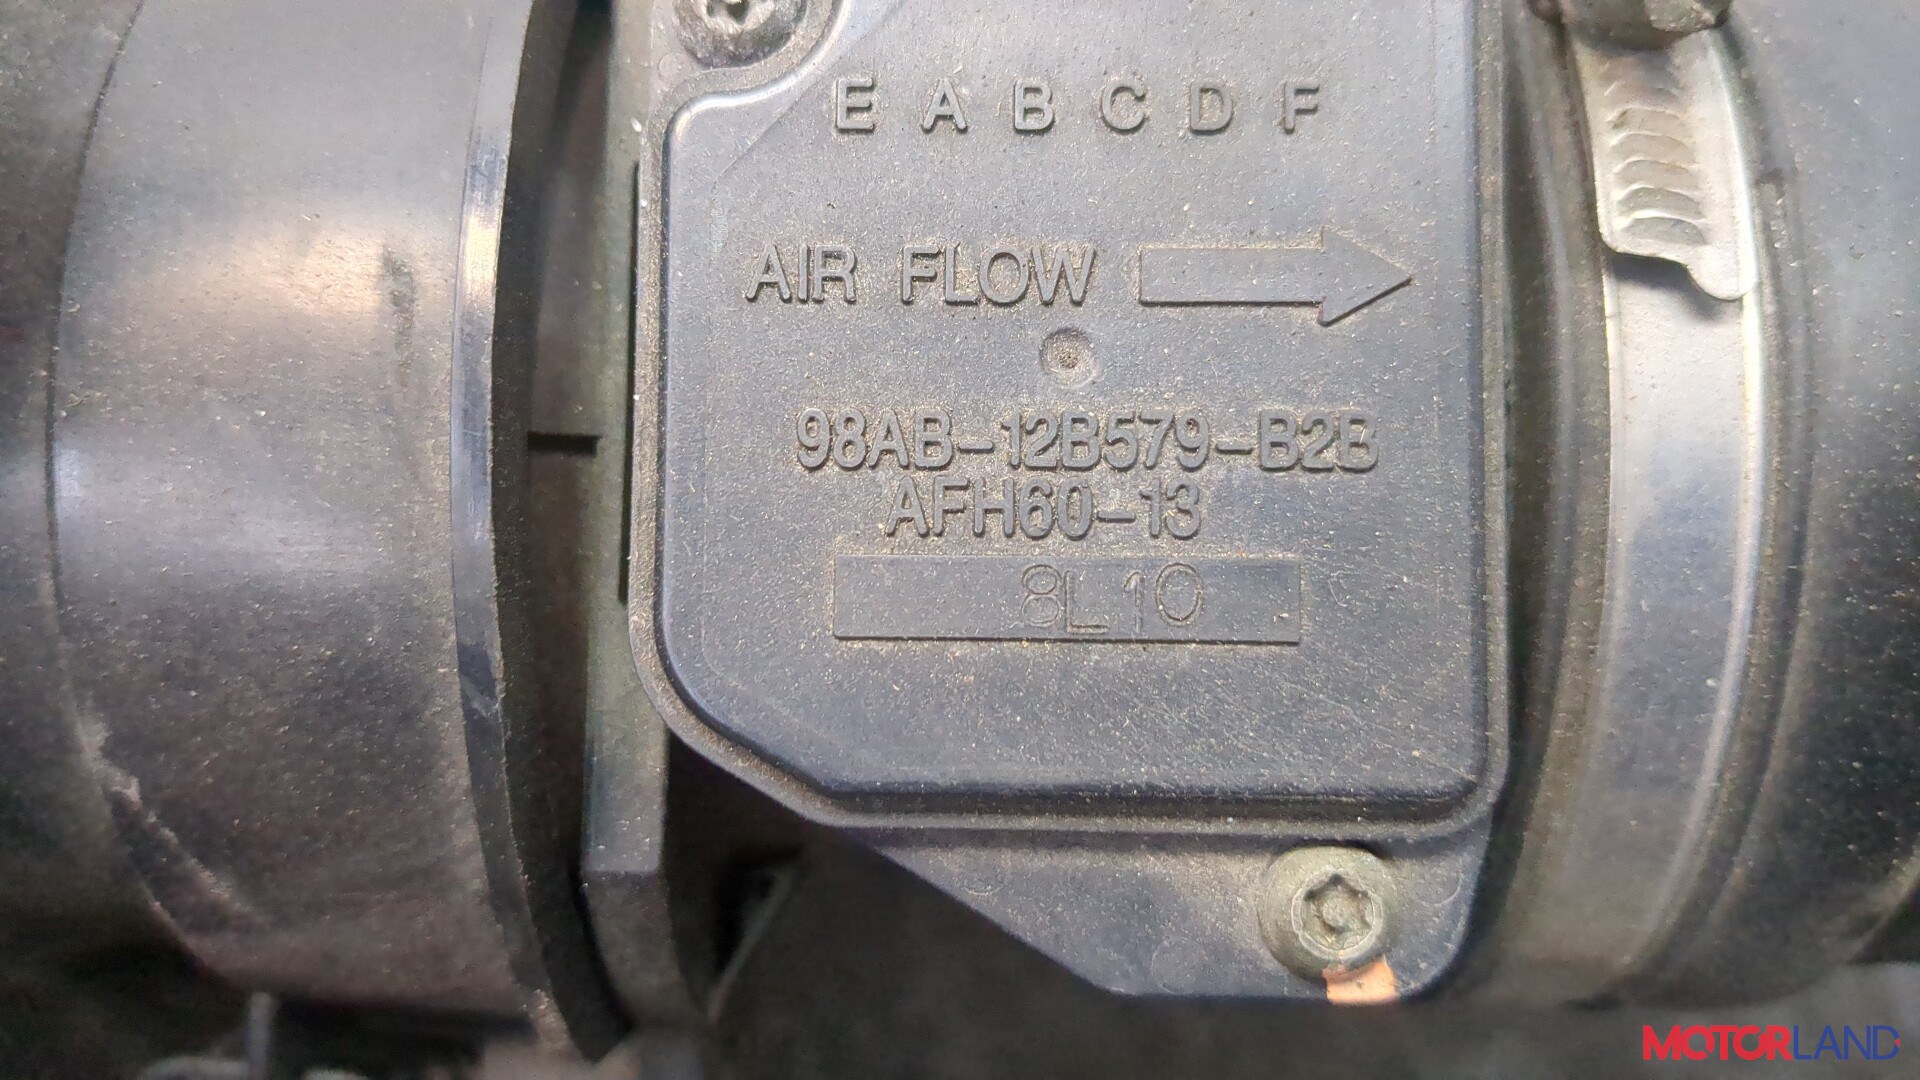 E A B C D F
AIR FLOW
98AB-12B579-B2B
AFH60-13
8L10
MOTORLAND